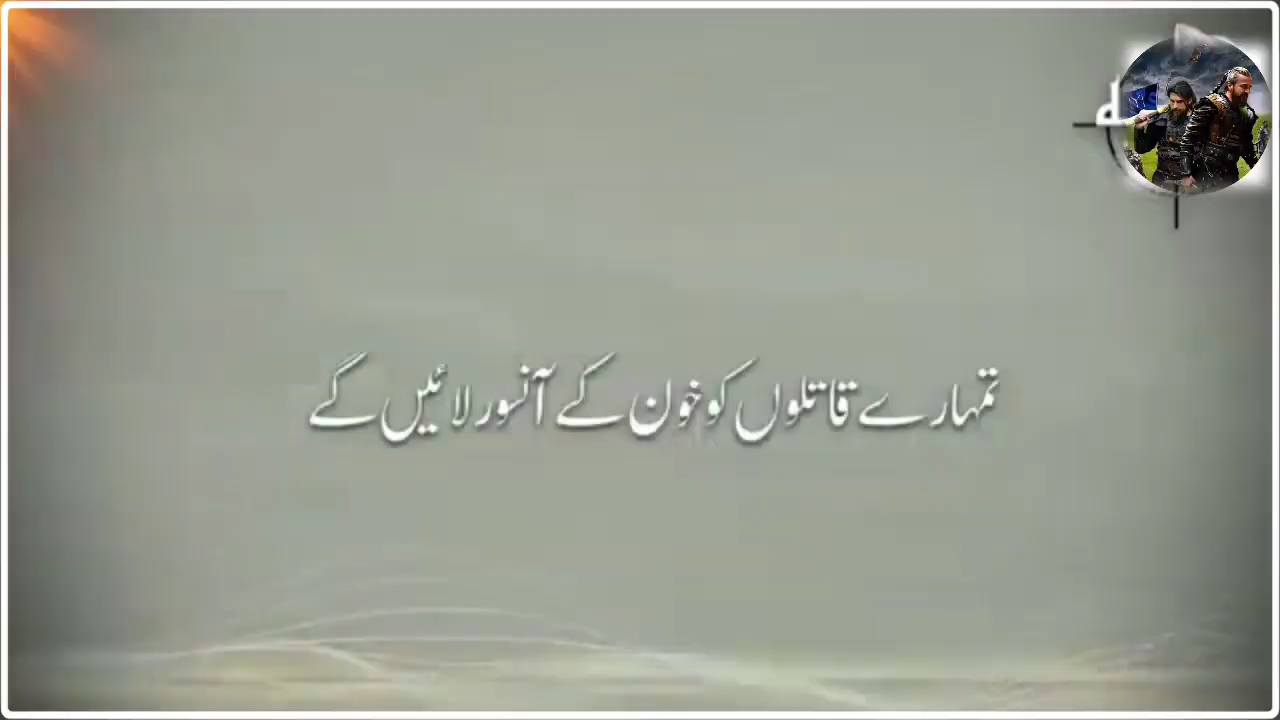 تمہارے قاتلوں کو خون کے آنسو رلائیں گے